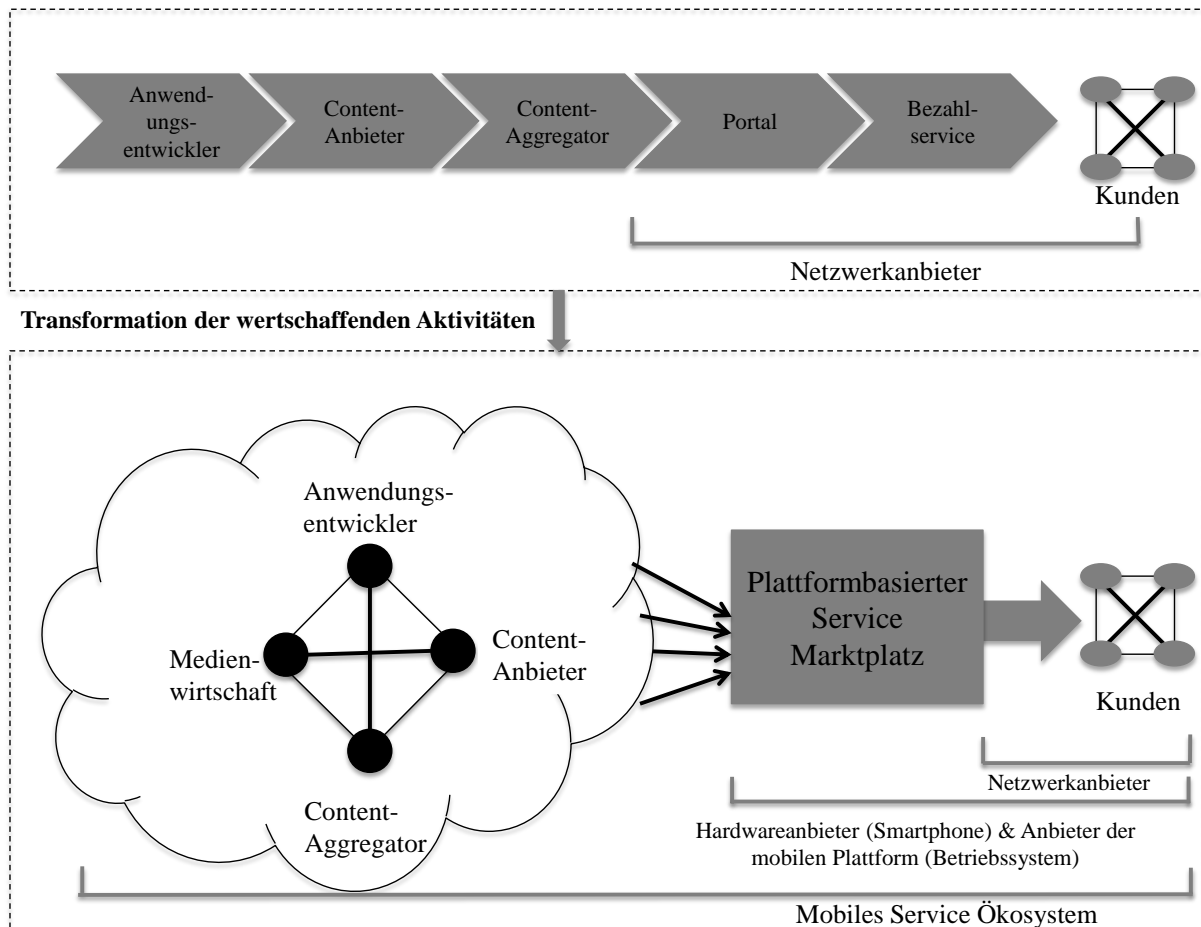 Anwend-
ungs-
entwickler
Content-
Anbieter
Content-
Aggregator
Portal
Bezahl-
service
Kunden
Netzwerkanbieter
Transformation der wertschaffenden Aktivitäten
Anwendungs-
entwickler
Medien-
wirtschaft
Content-
Anbieter
Content-
Aggregator
Plattformbasierter
Service
Marktplatz
Kunden
Netzwerkanbieter
Hardwareanbieter (Smartphone) & Anbieter der
mobilen Plattform (Betriebssystem)
Mobiles Service Ökosystem